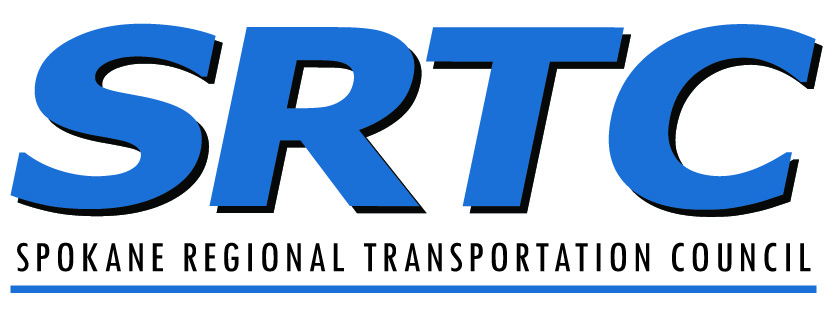 SRTC
SPOKANE REGIONAL TRANSPORTATION COUNCIL